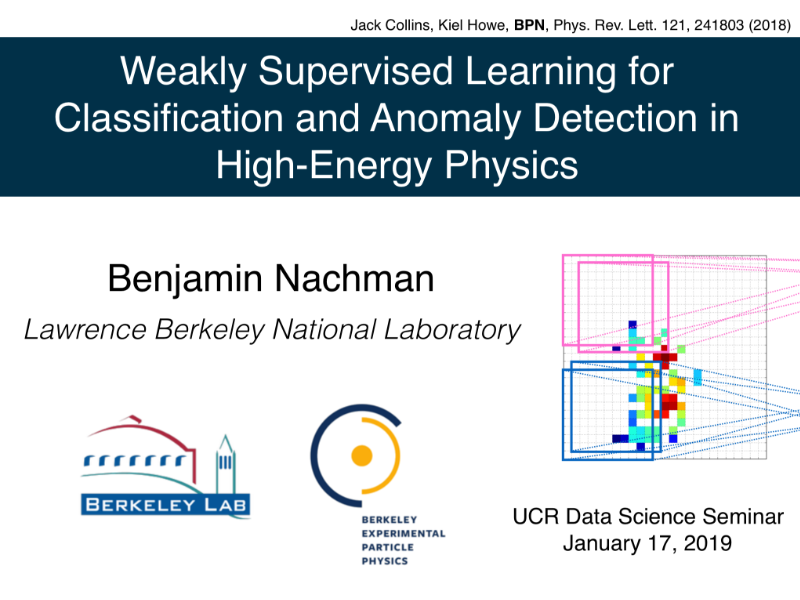 Jack Collins, Kiel Howe, BPN, Phys. Rev. Lett. 121, 241803 (2018)
Weakly Supervised Learning for
Classification and Anomaly Detection in
High-Energy Physics
Benjamin Nachman
Lawrence Berkeley National Laboratory
BERKELEY LAB
BERKELEY
EXPERIMENTAL
PARTICLE
PHYSICS
UCR Data Science Seminar
January 17, 2019